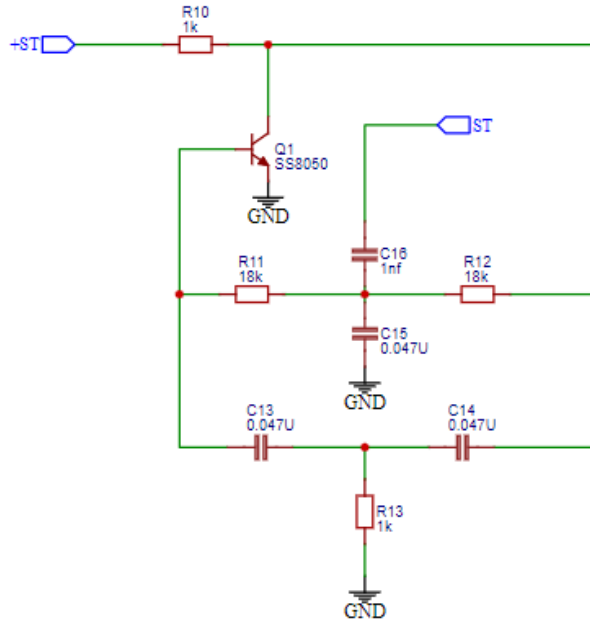 R10
1k
+ST
ST
Q1
SS8050
GND
C16
1nf
R11
18k
R12
18k
C15
0.047U
GND
C13
0.047U
C14
0.047U
R13
1k
GND